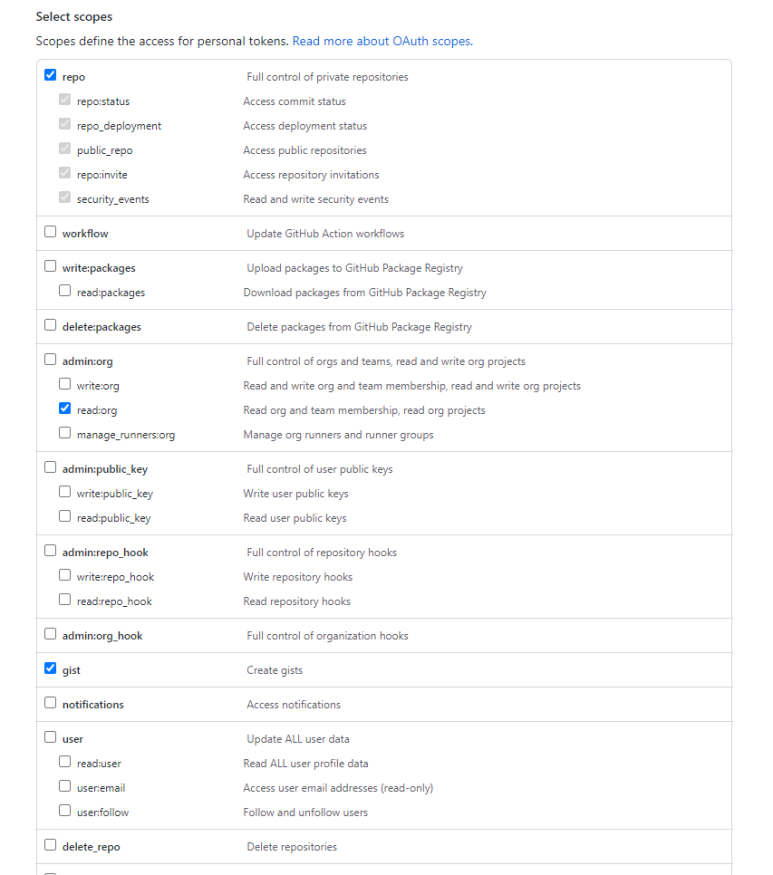 Select scopes
Scopes define the access for personal tokens. Read more about OAuth scopes.
repo Full control of private repositories
repo:status Access commit status
repo_deployment Access deployment status
public_repo Access public repositories
repo:invite Access repository invitations
security_events Read and write security events
workflow Update GitHub Action workflows
write:packages Upload packages to GitHub Package Registry
read:packages Download packages from GitHub Package Registry
delete:packages Delete packages from GitHub Package Registry
admin:org Full control of orgs and teams, read and write org projects
write:org Read and write org and team membership, read and write org projects
read:org Read org and team membership, read org projects
manage_runners:org Manage org runners and runner groups
admin:public_key Full control of user public keys
write:public_key Write user public keys
read:public_key Read user public keys
admin:repo_hook Full control of repository hooks
write:repo_hook Write repository hooks
read:repo_hook Read repository hooks
admin:org_hook Full control of organization hooks
gist Create gists
notifications Access notifications
user Update ALL user data
read:user Read ALL user profile data
user:email Access user email addresses (read-only)
user:follow Follow and unfollow users
delete_repo Delete repositories